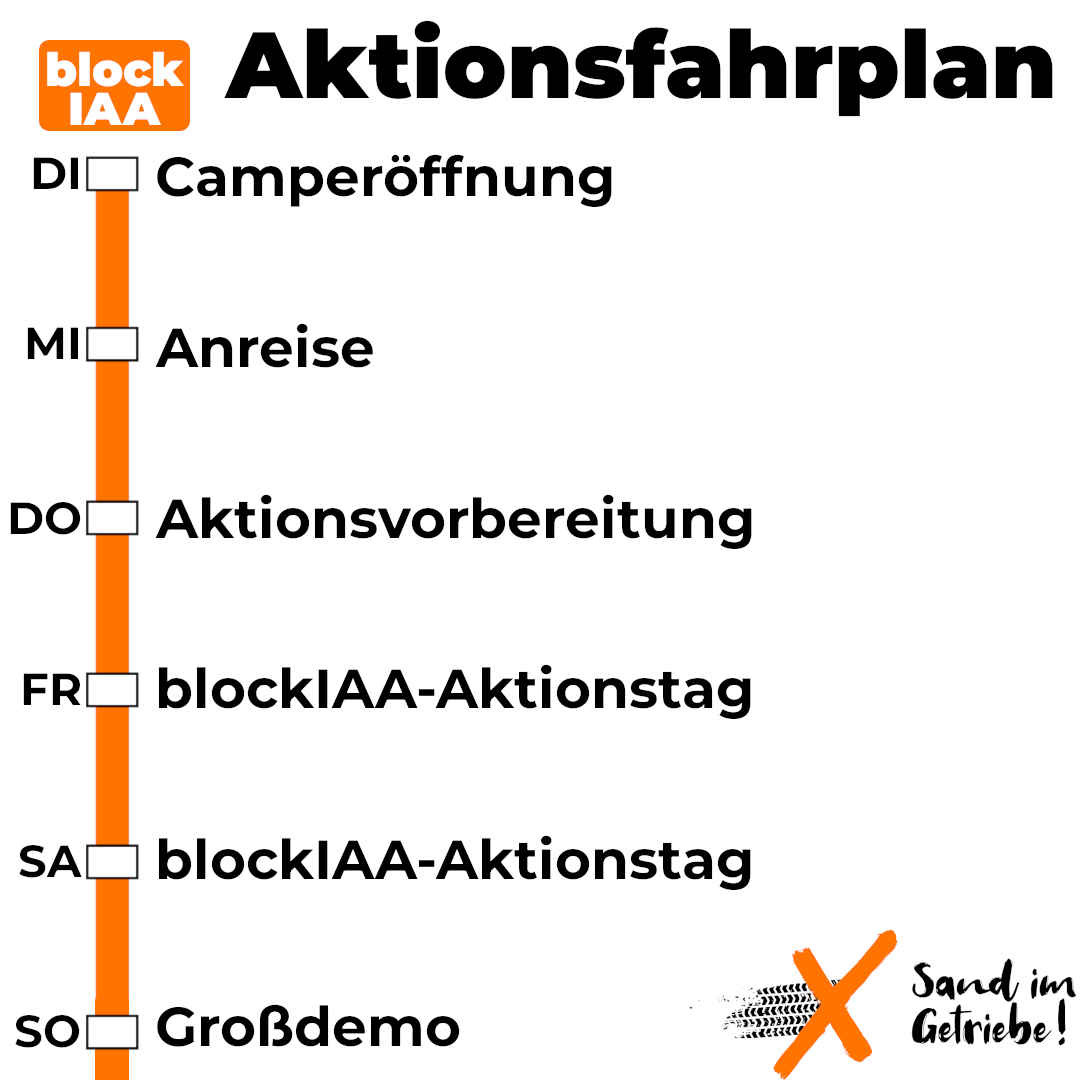 block
IAA
Aktionsfahrplan
DI Camperöffnung
MI Anreise
DO Aktionsvorbereitung
FR blockIAA-Aktionstag
SA blockIAA-Aktionstag
SO Großdemo
Sand im
Getriebe!